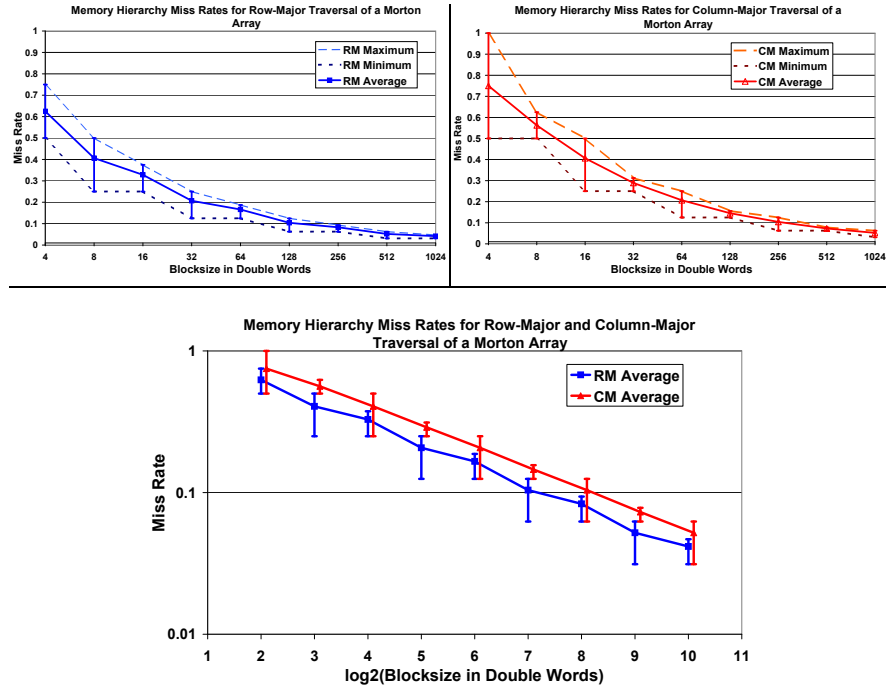 Memory Hierarchy Miss Rates for Row-Major Traversal of a Morton
Array
1
0.9
0.8
0.7
0.6
0.5
0.4
0.3
0.2
0.1
0
Miss Rate
RM Maximum
RM Minimum
RM Average
4 8 16 32 64 128 256 512 1024
Blocksize in Double Words
Memory Hierarchy Miss Rates for Column-Major Traversal of a
Morton Array
1
0.9
0.8
0.7
0.6
0.5
0.4
0.3
0.2
0.1
0
Miss Rate
CM Maximum
CM Minimum
CM Average
4 8 16 32 64 128 256 512 1024
Blocksize in Double Words
Memory Hierarchy Miss Rates for Row-Major and Column-Major
Traversal of a Morton Array
1
0.1
0.01
Miss Rate
RM Average
CM Average
1 2 3 4 5 6 7 8 9 10 11
log2(Blocksize in Double Words)